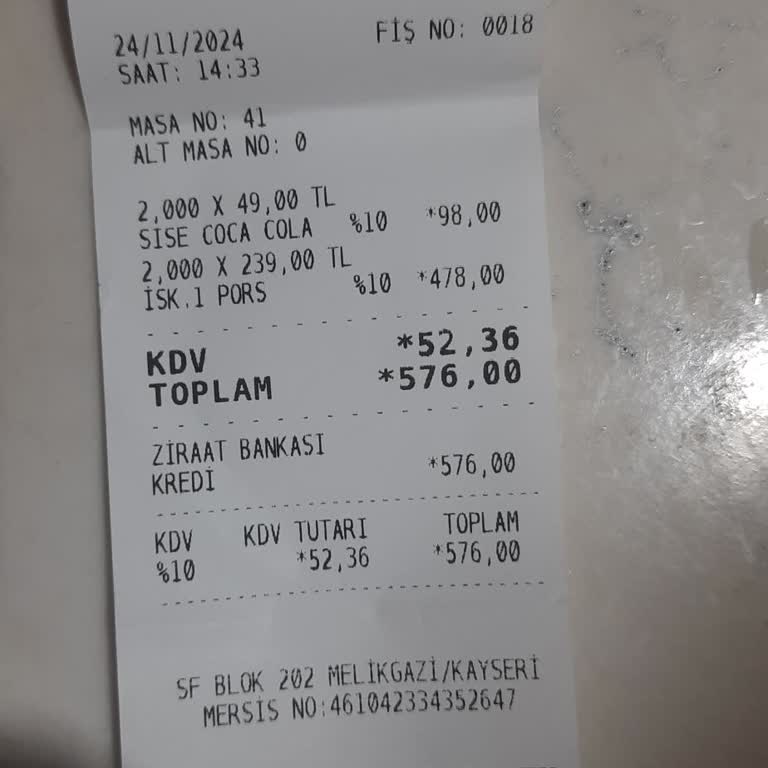 24/11/2024 FİŞ NO: 0018
SAAT: 14:33
MASA NO: 41
ALT MASA NO: 0
2,000 X 49,00 TL
SİSE COCA COLA %10 *98,00
2,000 X 239,00 TL
İSK.1 PORS %10 *478,00
KDV *52,36
TOPLAM *576,00
ZİRAAT BANKASI
KREDİ *576,00
KDV KDV TUTARI TOPLAM
%10 *52,36 *576,00
SF BLOK 202 MELİKGAZİ/KAYSERİ
MERSİS NO:461042334352647